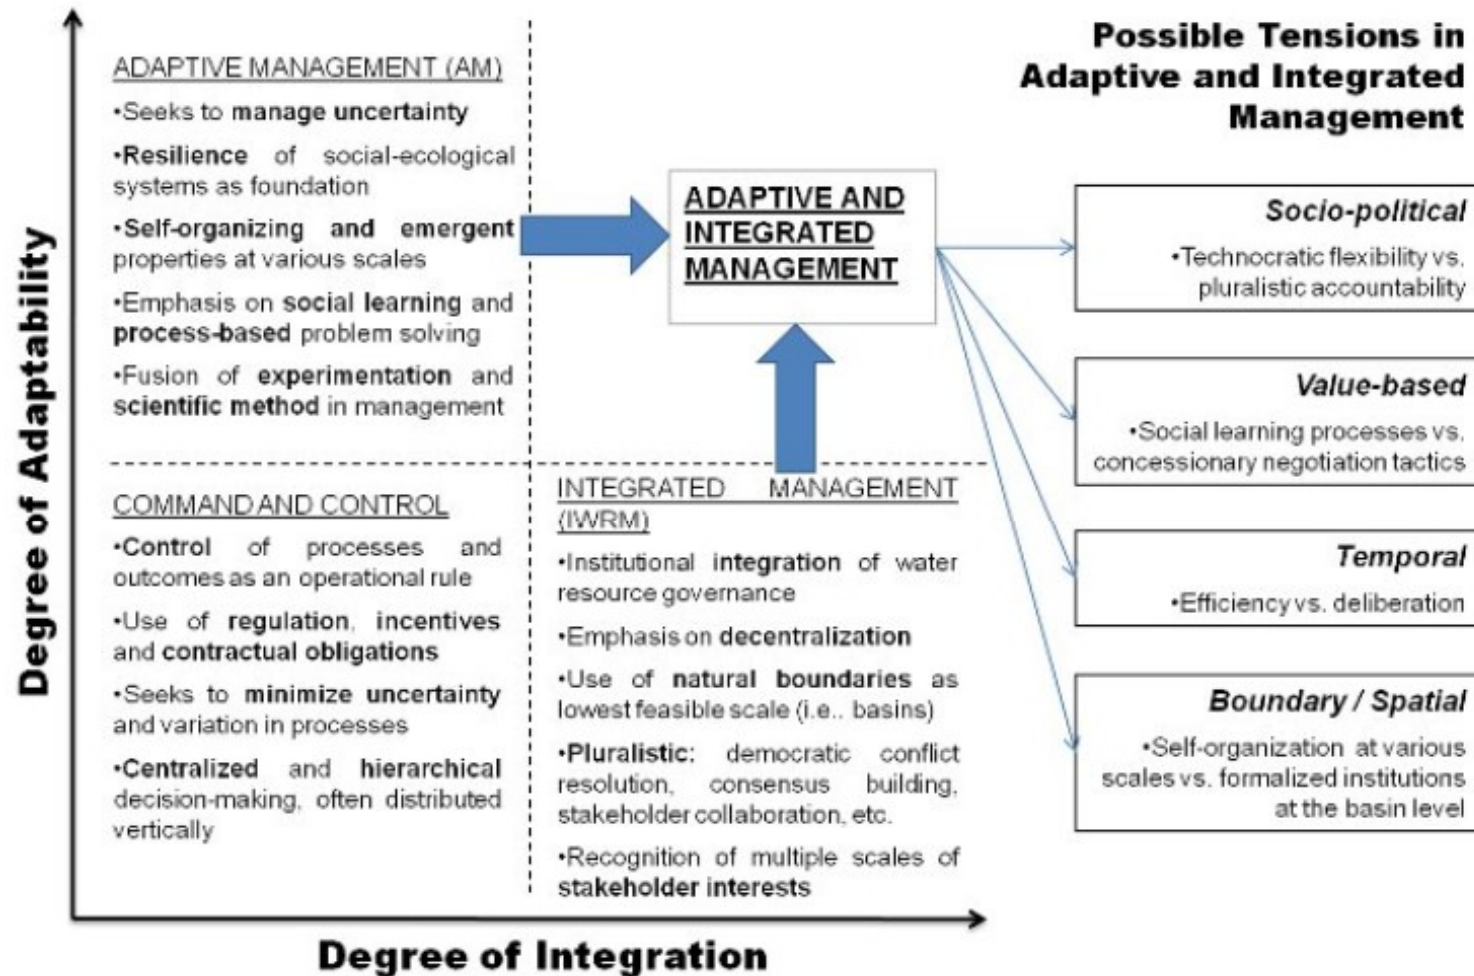 Degree of Adaptability
ADAPTIVE MANAGEMENT (AM)
•Seeks to manage uncertainty
•Resilience of social-ecological
systems as foundation
•Self-organizing and emergent
properties at various scales
•Emphasis on social learning and
process-based problem solving
•Fusion of experimentation and
scientific method in management
COMMAND AND CONTROL
•Control of processes and
outcomes as an operational rule
•Use of regulation, incentives
and contractual obligations
•Seeks to minimize uncertainty
and variation in processes
•Centralized and hierarchical
decision-making, often distributed
vertically
ADAPTIVE AND
INTEGRATED
MANAGEMENT
INTEGRATED MANAGEMENT
(IWRM)
•Institutional integration of water
resource governance
•Emphasis on decentralization
•Use of natural boundaries as
lowest feasible scale (i.e.. basins)
•Pluralistic: democratic conflict
resolution, consensus building,
stakeholder collaboration, etc.
•Recognition of multiple scales of
stakeholder interests
Degree of Integration
Possible Tensions in
Adaptive and Integrated
Management
Socio-political
•Technocratic flexibility vs.
pluralistic accountability
Value-based
•Social learning processes vs.
concessionary negotiation tactics
Temporal
•Efficiency vs. deliberation
Boundary / Spatial
•Self-organization at various
scales vs. formalized institutions
at the basin level